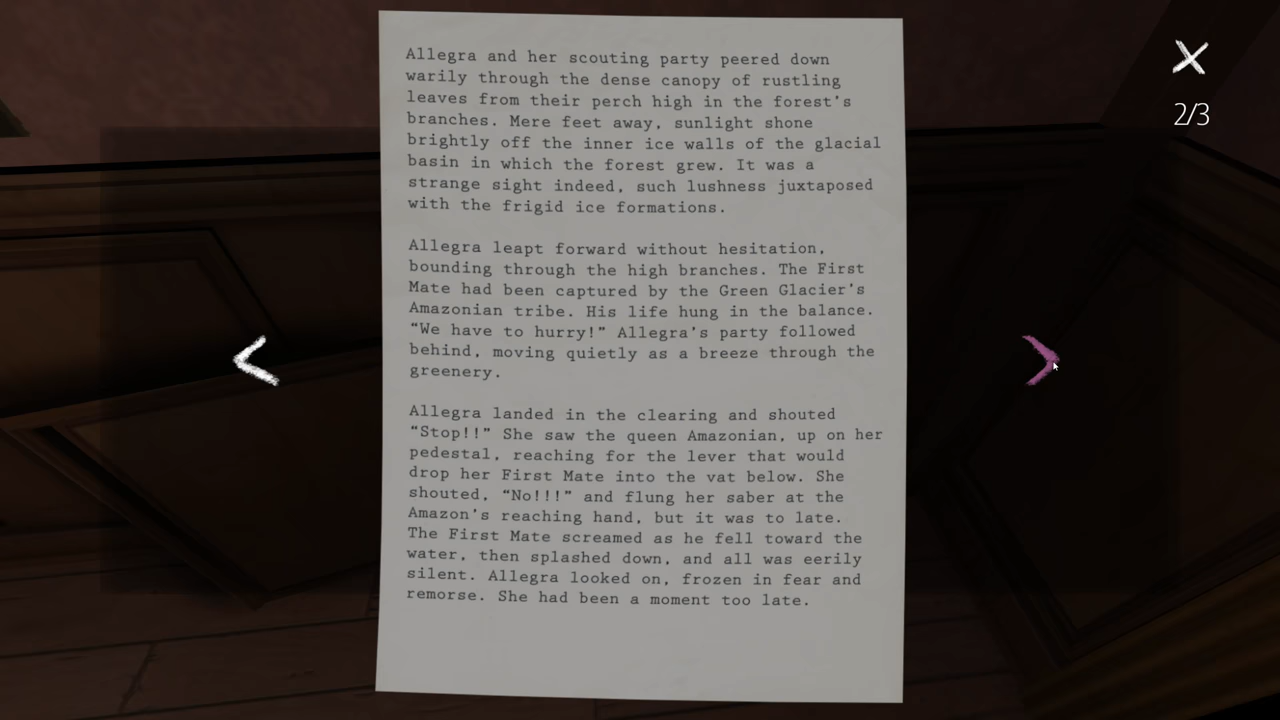 Allegra and her scouting party peered down
warily through the dense canopy of rustling
leaves from their perch high in the forest's
branches. Mere feet away, sunlight shone
brightly off the inner ice walls of the glacial
basin in which the forest grew. It was a
strange sight indeed, such lushness juxtaposed
with the frigid ice formations.
Allegra leapt forward without hesitation,
bounding through the high branches. The First
Mate had been captured by the Green Glacier's
Amazonian tribe. His life hung in the balance.
“We have to hurry!” Allegra's party followed
behind, moving quietly as a breeze through the
greenery.
Allegra landed in the clearing and shouted
“Stop!!” She saw the queen Amazonian, up on her
pedestal, reaching for the lever that would
drop her First Mate into the vat below. She
shouted, “No!!!” and flung her saber at the
Amazon's reaching hand, but it was to late.
The First Mate screamed as he fell toward the
water, then splashed down, and all was eerily
silent. Allegra looked on, frozen in fear and
remorse. She had been a moment too late.
2/3